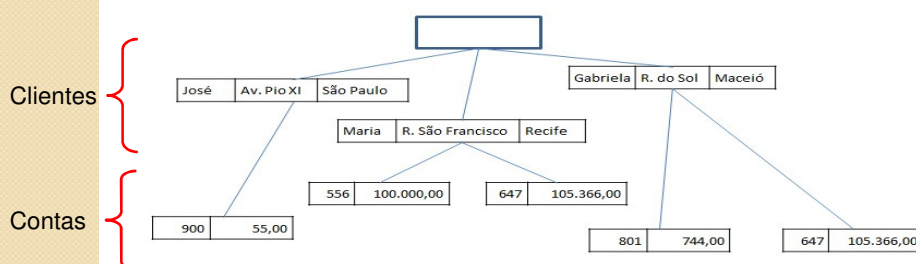 Clientes
José Av. Pio XI São Paulo
Gabriela R. do Sol Maceió
Maria R. São Francisco Recife
Contas
556 100.000,00
647 105.366,00
900 55,00
801 744,00
647 105.366,00